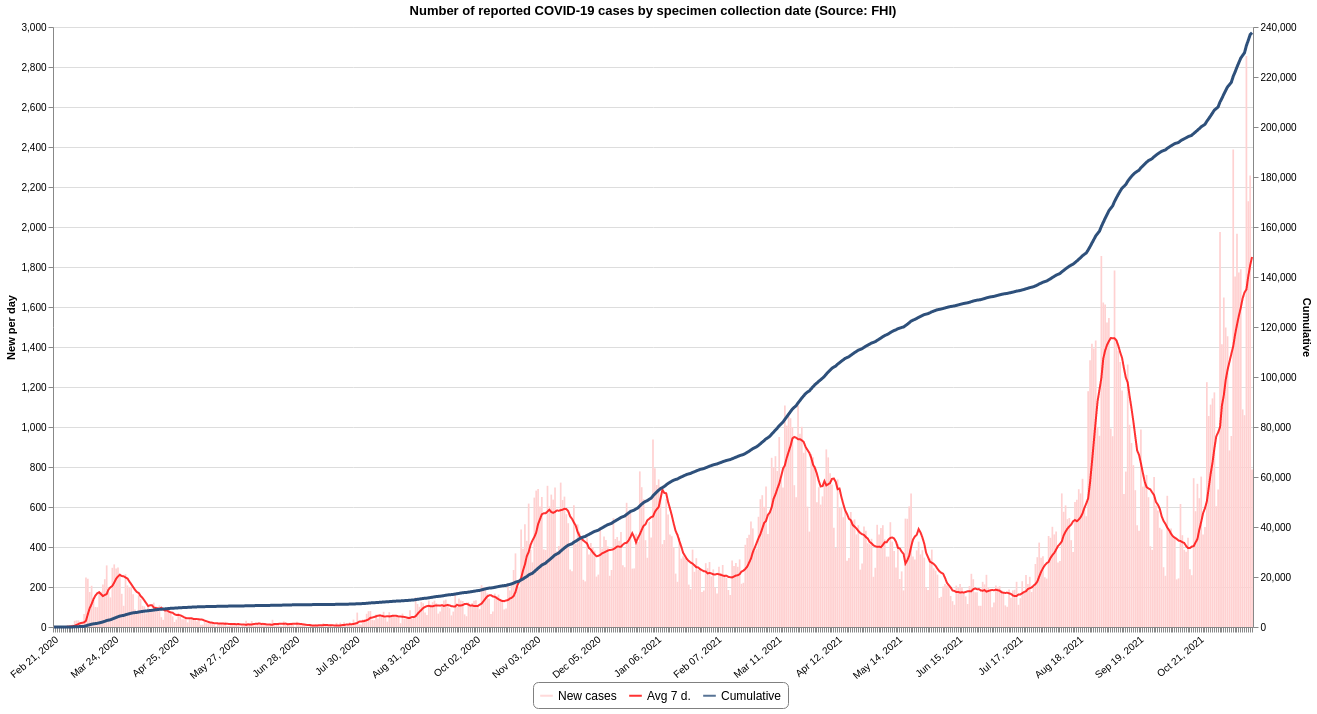 Number of reported COVID-19 cases by specimen collection date (Source: FHI)
3,000
2,800
2,600
2,400
2,200
2,000
1,800
1,600
1,400
1,200
1,000
800
600
400
200
0
New per day
240,000
220,000
200,000
180,000
160,000
140,000
120,000
100,000
80,000
60,000
40,000
20,000
0
Cumulative
Feb 21, 2020
Mar 24, 2020
Apr 25, 2020
May 27, 2020
Jun 28, 2020
Jul 30, 2020
Aug 31, 2020
Oct 02, 2020
Nov 03, 2020
Dec 05, 2020
Jan 06, 2021
Feb 07, 2021
Mar 11, 2021
Apr 12, 2021
May 14, 2021
Jun 15, 2021
Jul 17, 2021
Aug 18, 2021
Sep 19, 2021
Oct 21, 2021
New cases Avg 7 d. Cumulative